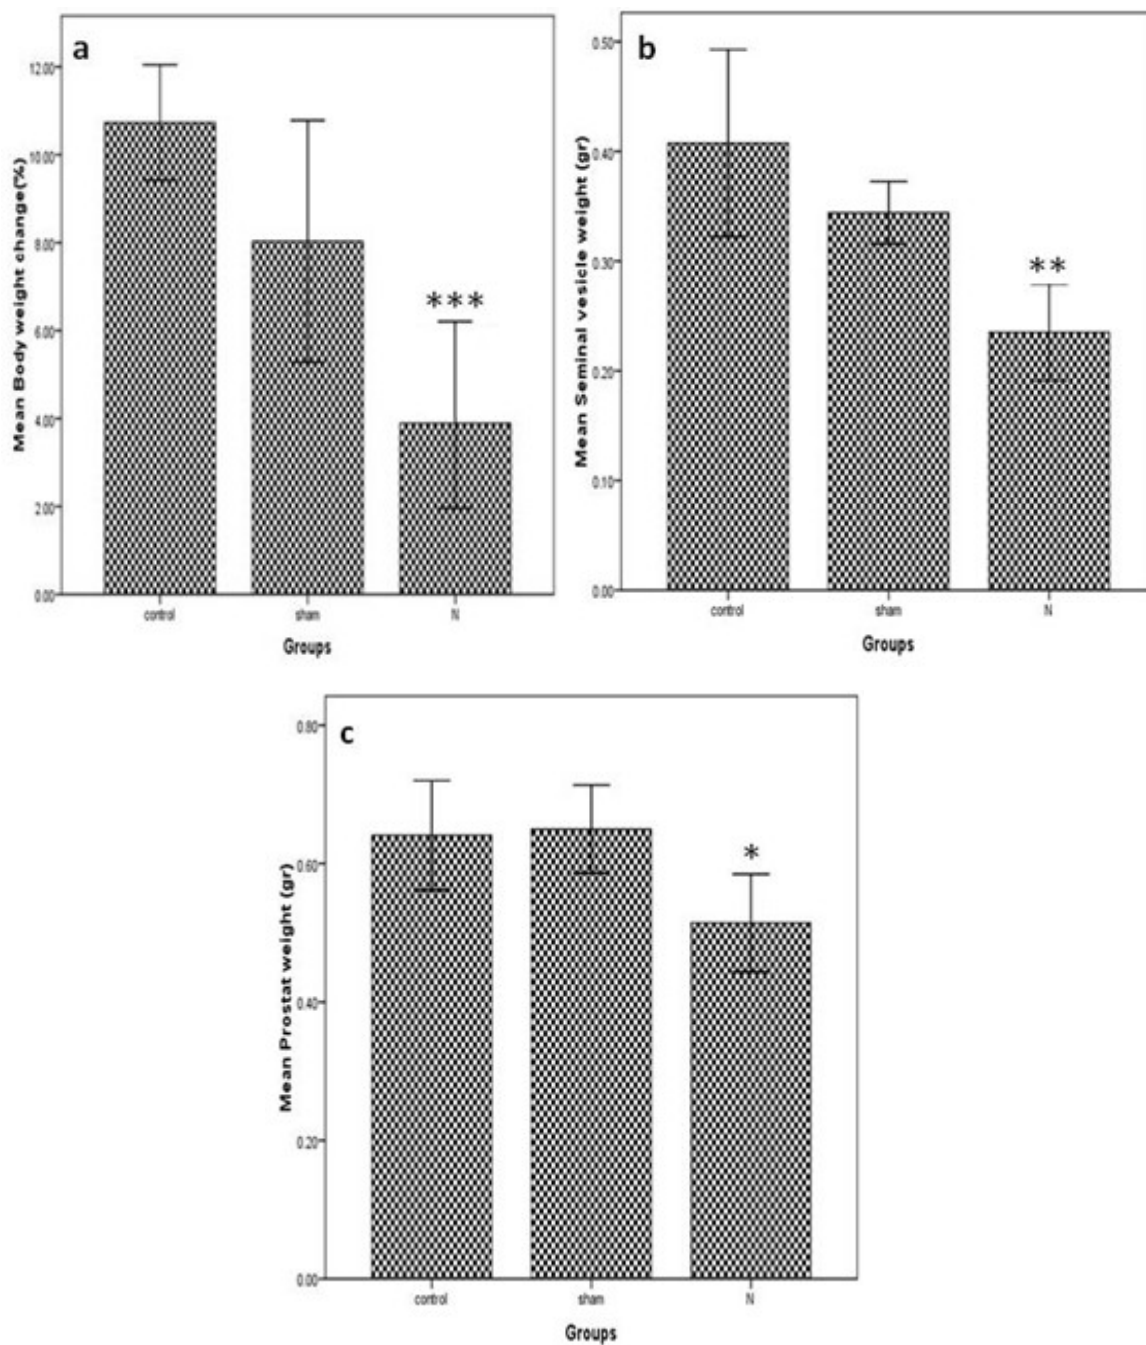 a
Mean Body weight change(%)
12.00
10.00
8.00
6.00
4.00
2.00
0.00
***
control sham N
Groups
b
Mean Seminal vesicle weight (gr)
0.50
0.40
0.30
0.20
0.10
0.00
**
control sham N
Groups
c
Mean Prostat weight (gr)
0.80
0.60
0.40
0.20
0.00
*
control sham N
Groups